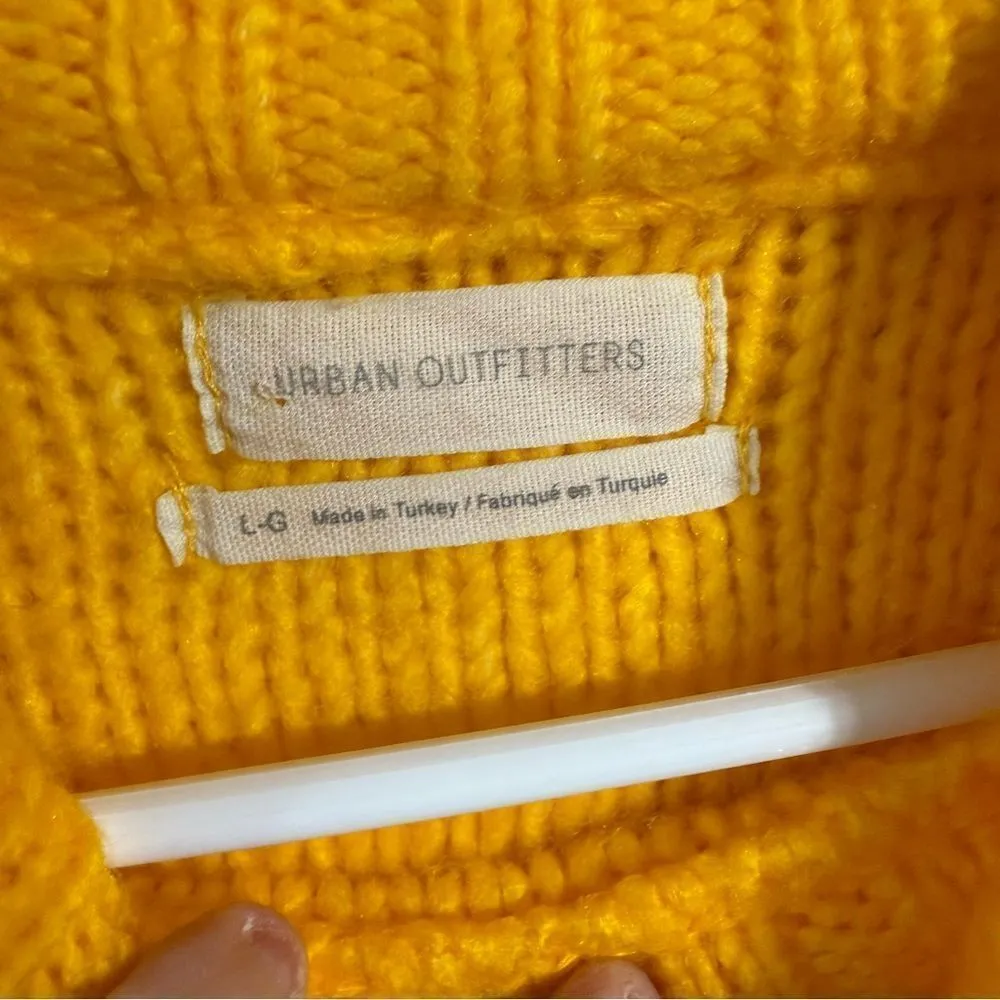 URBAN OUTFITTERS
L-G Made in Turkey / Fabriqué en Turquie